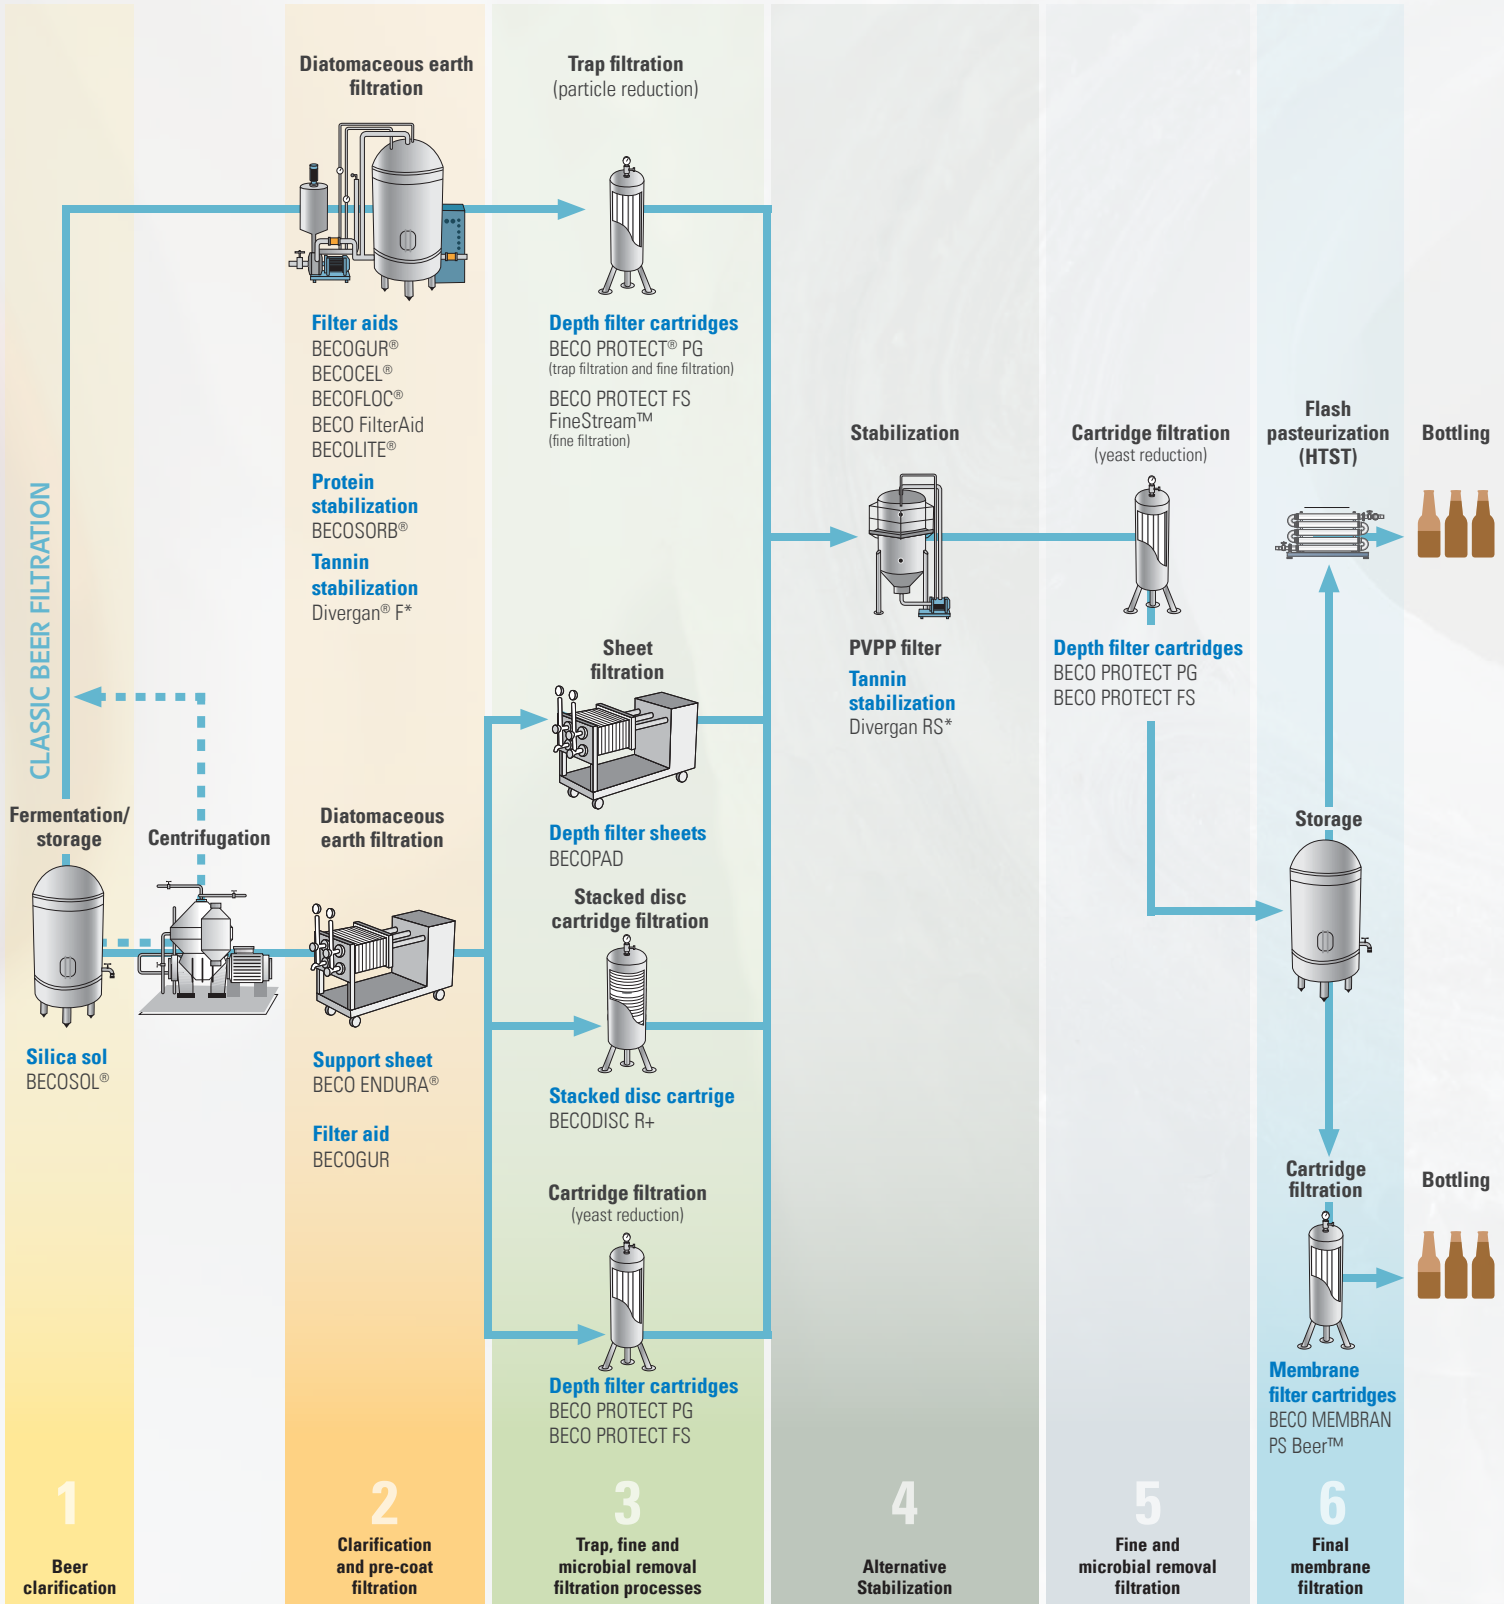 CLASSIC BEER FILTRATION
Fermentation/
storage
Silica sol
BECOSOL®
1
Beer
clarification
Centrifugation
Diatomaceous earth
filtration
Filter aids
BECOGUR®
BECOCEL®
BECOFLOC®
BECO FilterAid
BECOLITE®
Protein
stabilization
BECOSORB®
Tannin
stabilization
Divergan® F*
Diatomaceous
earth filtration
Support sheet
BECO ENDURA®
Filter aid
BECOGUR
2
Clarification
and pre-coat
filtration
Trap filtration
(particle reduction)
Depth filter cartridges
BECO PROTECT® PG
(trap filtration and fine filtration)
BECO PROTECT FS
FineStream™
(fine filtration)
Sheet
filtration
Depth filter sheets
BECOPAD
Stacked disc
cartridge filtration
Stacked disc cartrige
BECODISC R+
Cartridge filtration
(yeast reduction)
Depth filter cartridges
BECO PROTECT PG
BECO PROTECT FS
3
Trap, fine and
microbial removal
filtration processes
Stabilization
PVPP filter
Tannin
stabilization
Divergan RS*
4
Alternative
Stabilization
Cartridge filtration
(yeast reduction)
Depth filter cartridges
BECO PROTECT PG
BECO PROTECT FS
5
Fine and
microbial removal
filtration
Flash
pasteurization
(HTST)
Storage
Cartridge
filtration
Membrane
filter cartridges
BECO MEMBRAN
PS Beer™
6
Final
membrane
filtration
Bottling
Bottling